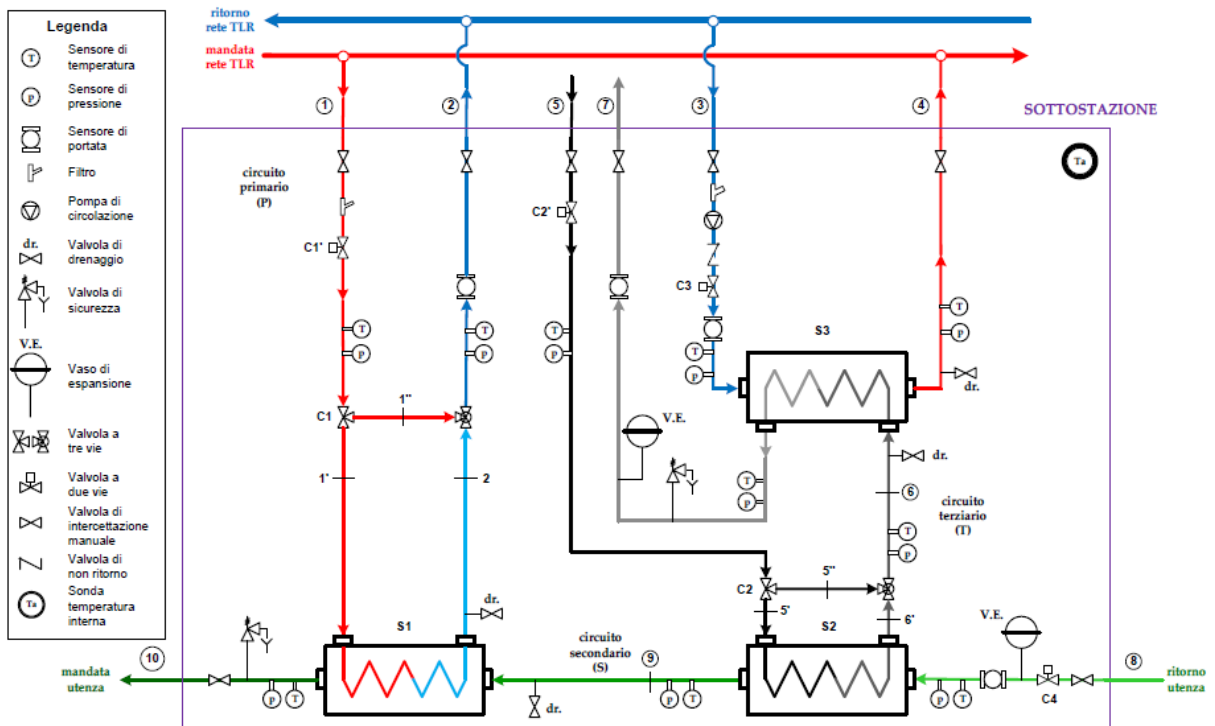 Legenda
T
Sensore di
temperatura
P
Sensore di
pressione
Sensore di
portata
Filtro
Pompa di
circolazione
dr.
Valvola di
drenaggio
Valvola di
sicurezza
V.E.
Vaso di
espansione
Valvola a
tre vie
Valvola a
due vie
Valvola di
intercettazione
manuale
Valvola di
non ritorno
Ta
Sonda
temperatura
interna
ritorno
rete TLR
mandata
rete TLR
1
2
5
7
3
4
SOTTOSTAZIONE
Ta
circuito
primario
(P)
C2'
C1'
C3
T
P
T
P
T
P
T
P
T
P
S3
dr.
C1
1''
V.E.
1'
2
T
P
dr.
6
circuito
terziario
(T)
T
P
C2
5''
5'
6'
dr.
S1
S2
V.E.
10
mandata
utenza
P
T
circuito
secondario
(S)
9
P
T
dr.
P
T
C4
8
ritorno
utenza